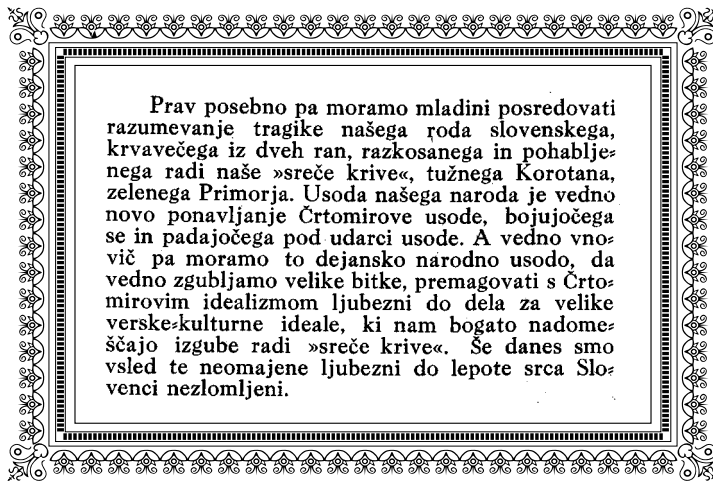 Prav posebno pa moramo mladini posredovati
razumevanje tragike našega roda slovenskega,
krvavečega iz dveh ran, razkosanega in pohablje⸗
nega radi naše »sreče krive«, tužnega Korotana,
zelenega Primorja. Usoda našega naroda je vedno
novo ponavljanje Črtomirove usode, bojujočega
se in padajočega pod udarci usode. A vedno vno⸗
vič pa moramo to dejansko narodno usodo, da
vedno zgubljamo velike bitke, premagovati s Črto⸗
mirovim idealizmom ljubezni do dela za velike
verske⸗kulturne ideale, ki nam bogato nadome⸗
ščajo izgube radi »sreče krive«. Še danes smo
vsled te neomajene ljubezni do lepote srca Slo⸗
venci nezlomljeni.